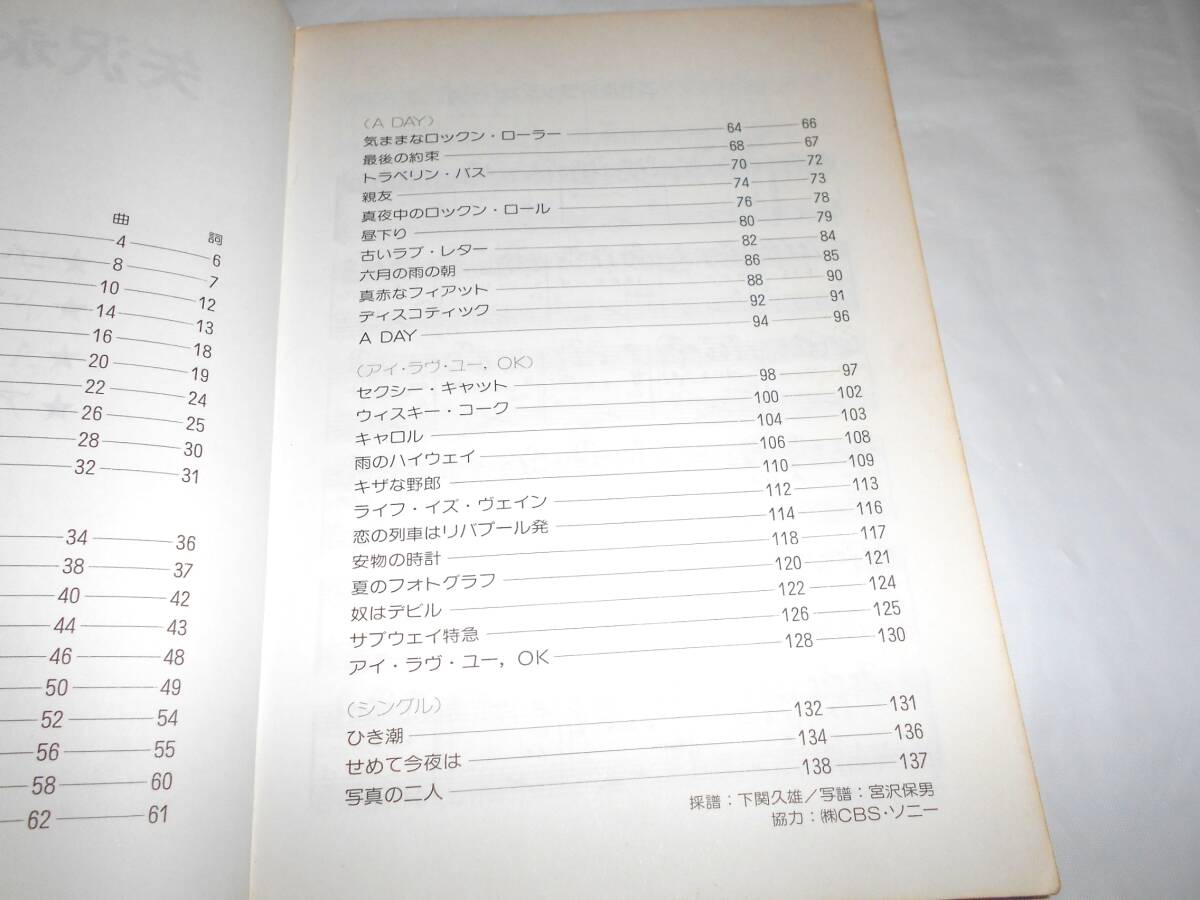 矢沢永
曲 詞
4 6
8 7
10 12
14 13
16 18
20 19
22 24
26 25
28 30
32 31
34 36
38 37
40 42
44 43
46 48
50 49
52 54
56 55
58 60
62 61
(A DAY)
気ままなロックン・ローラー 64 66
最後の約束 68 67
トラベリン・バス 70 72
親友 74 73
真夜中のロックン・ロール 76 78
昼下り 80 79
古いラブ・レター 82 84
六月の雨の朝 86 85
真赤なフィアット 88 90
ディスコティック 92 91
A DAY 94 96
(アイ・ラヴ・ユー, OK)
セクシー・キャット 98 97
ウィスキー・コーク 100 102
キャロル 104 103
雨のハイウェイ 106 108
キザな野郎 110 109
ライフ・イズ・ヴェイン 112 113
恋の列車はリバプール発 114 116
安物の時計 118 117
夏のフォトグラフ 120 121
奴はデビル 122 124
サブウェイ特急 126 125
アイ・ラヴ・ユー, OK 128 130
(シングル)
ひき潮 132 131
せめて今夜は 134 136
写真の二人 138 137
採譜：下関久雄／写譜：宮沢保男
協力：㈱CBS・ソニー